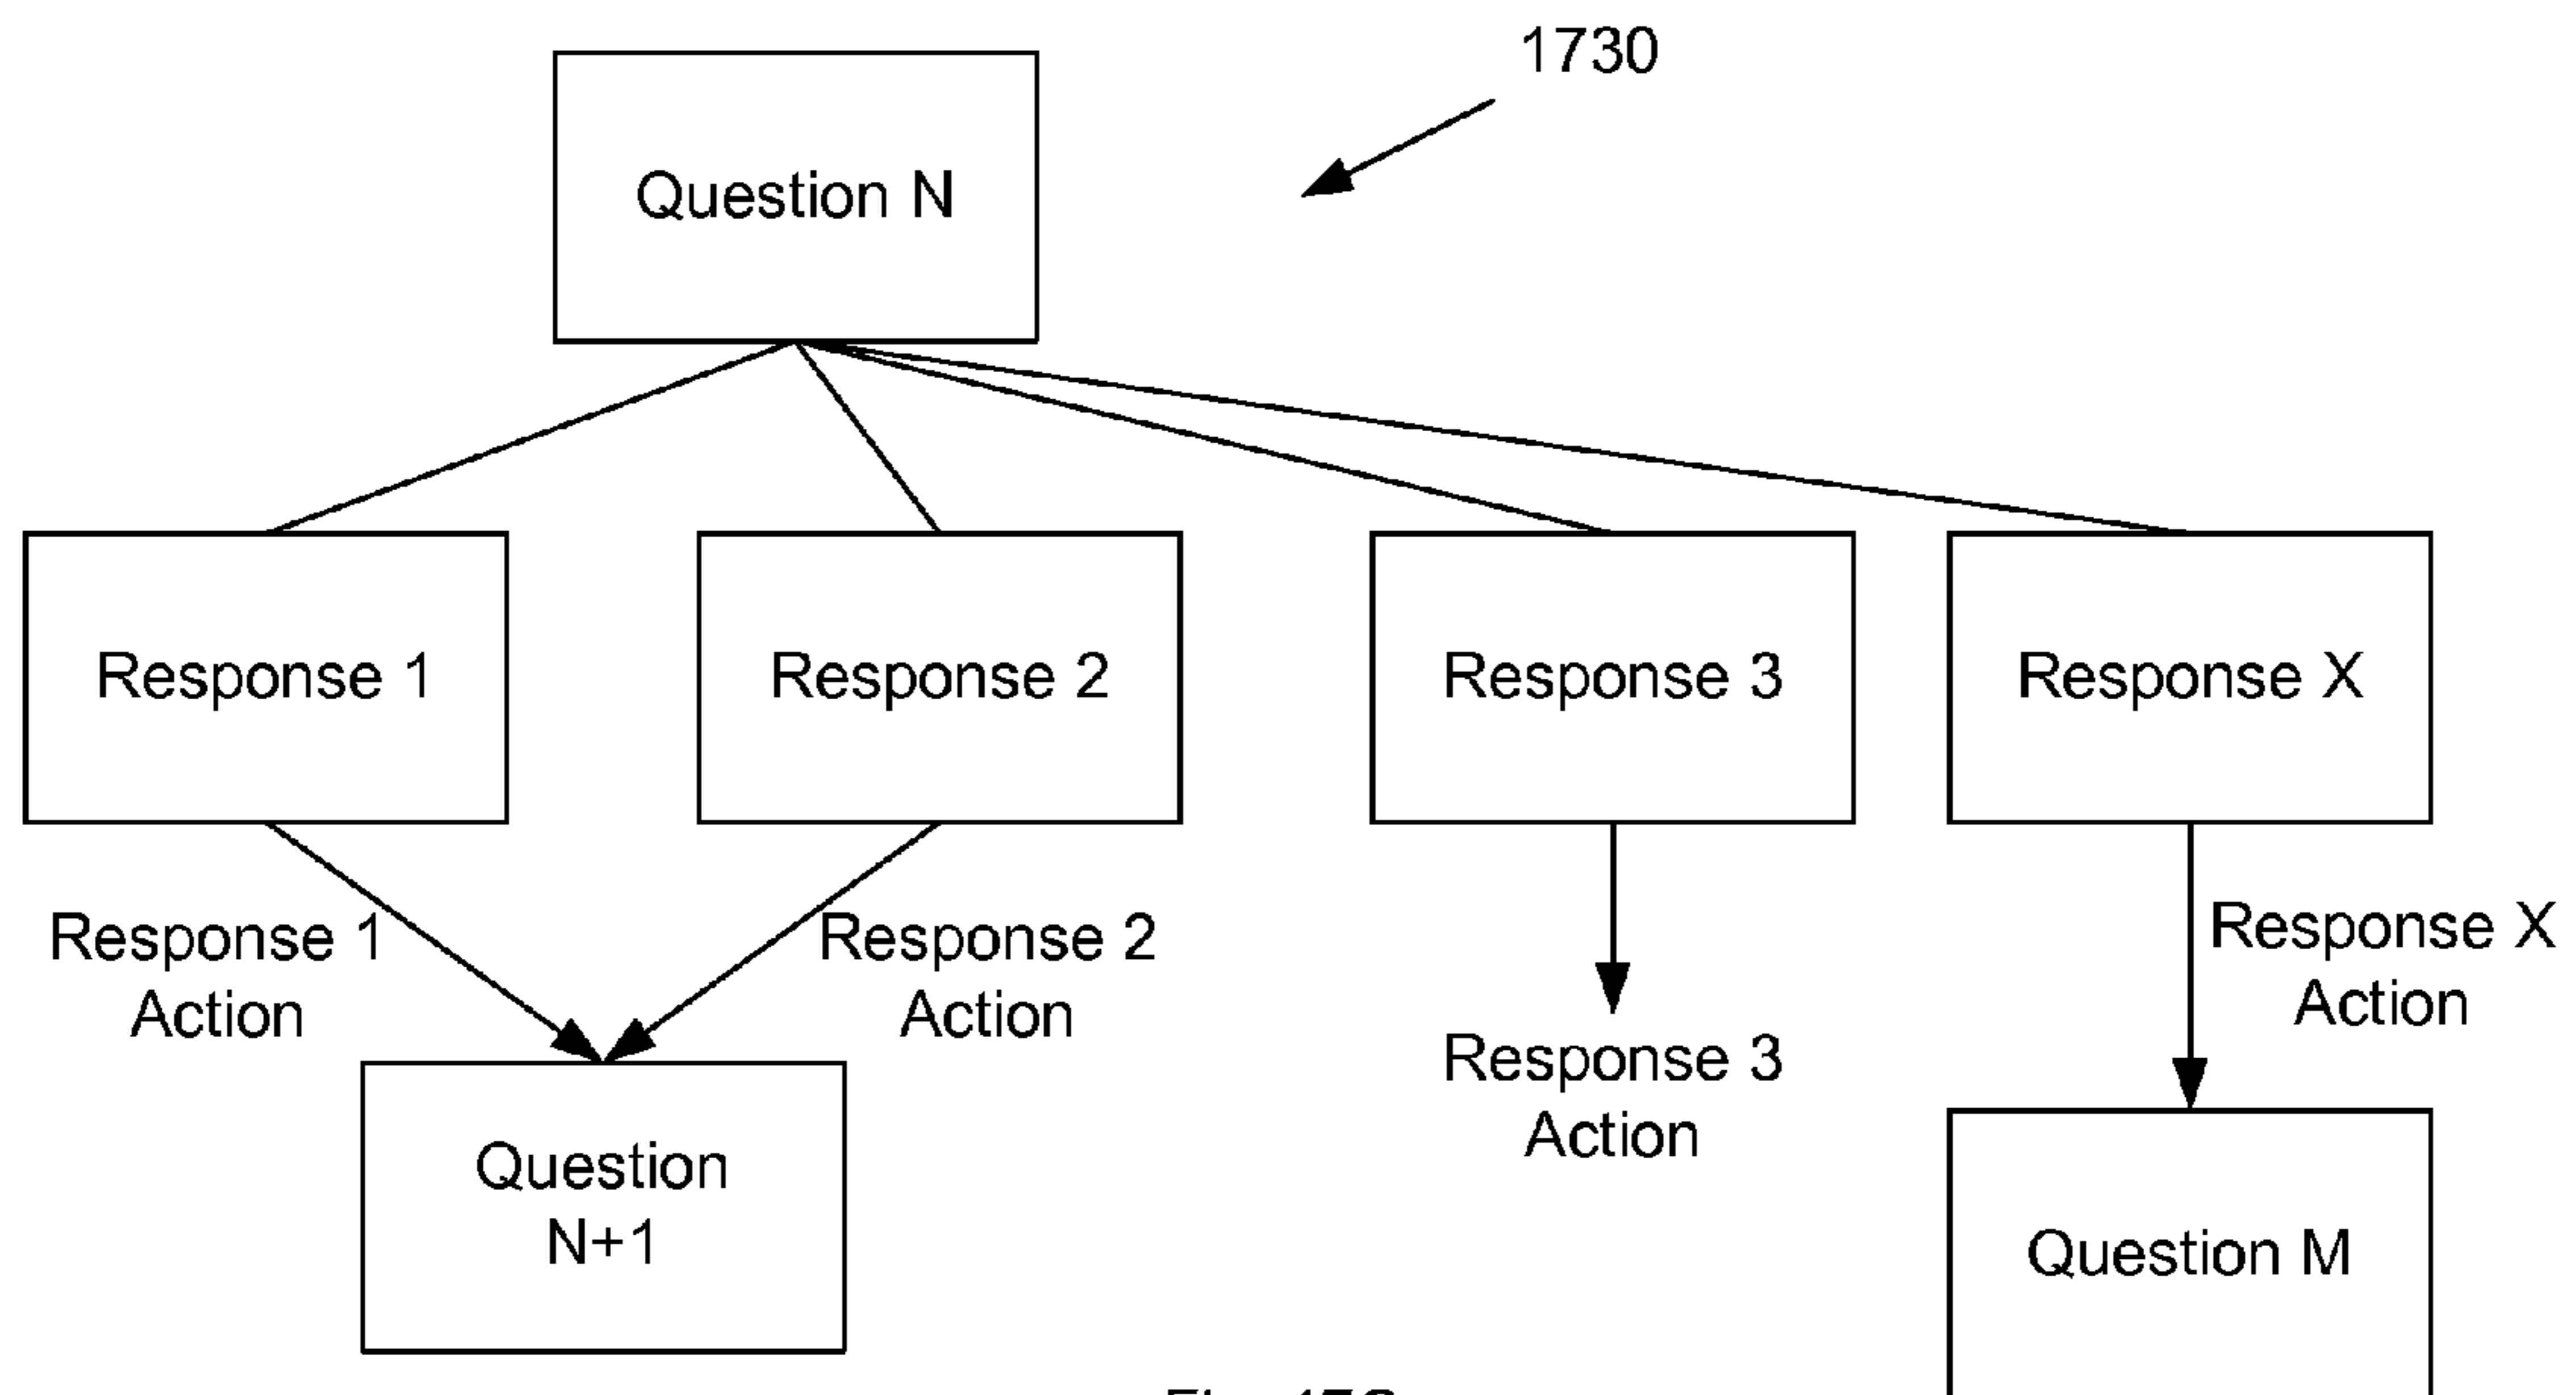 1730
Question N
Response 1
Response 2
Response 3
Response X
Response 1
Action
Response 2
Action
Response 3
Action
Response X
Action
Question
N+1
Question M